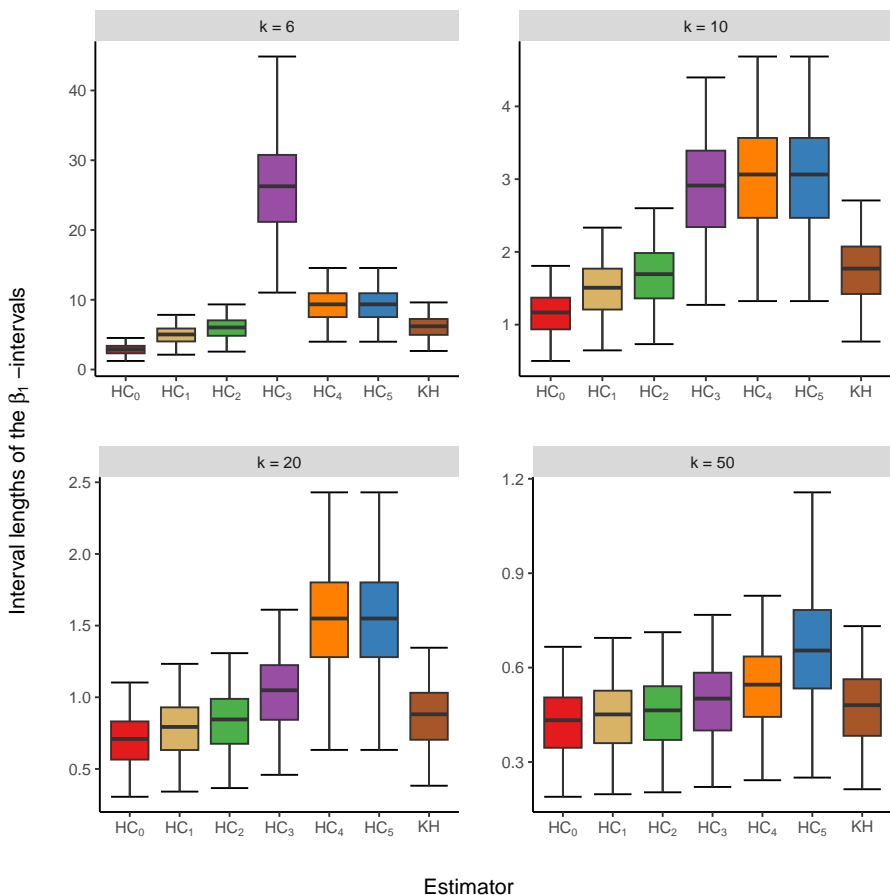 k = 6
k = 10
40
30
20
10
0
4
3
2
1
HC₀ HC₁ HC₂ HC₃ HC₄ HC₅ KH
HC₀ HC₁ HC₂ HC₃ HC₄ HC₅ KH
Interval lengths of the β₁ −intervals
k = 20
k = 50
2.5
2.0
1.5
1.0
0.5
1.2
0.9
0.6
0.3
HC₀ HC₁ HC₂ HC₃ HC₄ HC₅ KH
HC₀ HC₁ HC₂ HC₃ HC₄ HC₅ KH
Estimator